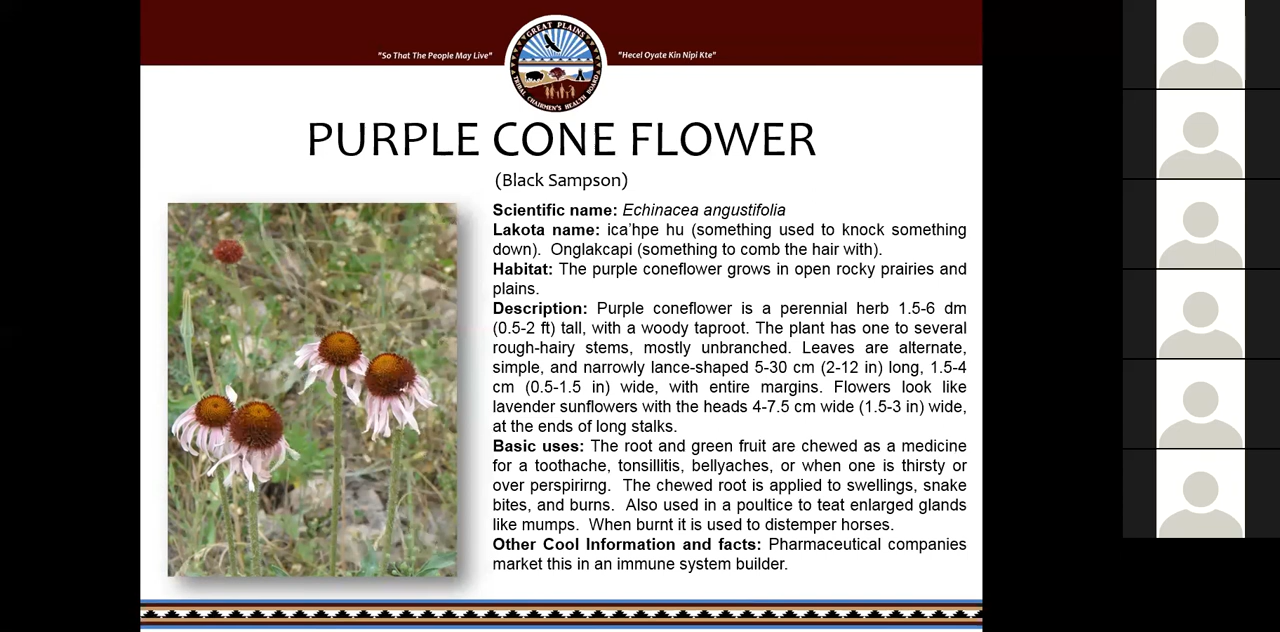 "So That The People May Live"
GREAT PLAINS
TRIBAL CHAIRMEN'S HEALTH BOARD
"Hecel Oyate Kin Nipi Kte"
PURPLE CONE FLOWER
(Black Sampson)
Scientific name: Echinacea angustifolia
Lakota name: ica'hpe hu (something used to knock something
down).  Onglakcapi (something to comb the hair with).
Habitat: The purple coneflower grows in open rocky prairies and
plains.
Description: Purple coneflower is a perennial herb 1.5-6 dm
(0.5-2 ft) tall, with a woody taproot. The plant has one to several
rough-hairy stems, mostly unbranched. Leaves are alternate,
simple, and narrowly lance-shaped 5-30 cm (2-12 in) long, 1.5-4
cm (0.5-1.5 in) wide, with entire margins. Flowers look like
lavender sunflowers with the heads 4-7.5 cm wide (1.5-3 in) wide,
at the ends of long stalks.
Basic uses: The root and green fruit are chewed as a medicine
for a toothache, tonsillitis, bellyaches, or when one is thirsty or
over perspirirng.  The chewed root is applied to swellings, snake
bites, and burns.  Also used in a poultice to teat enlarged glands
like mumps.  When burnt it is used to distemper horses.
Other Cool Information and facts: Pharmaceutical companies
market this in an immune system builder.